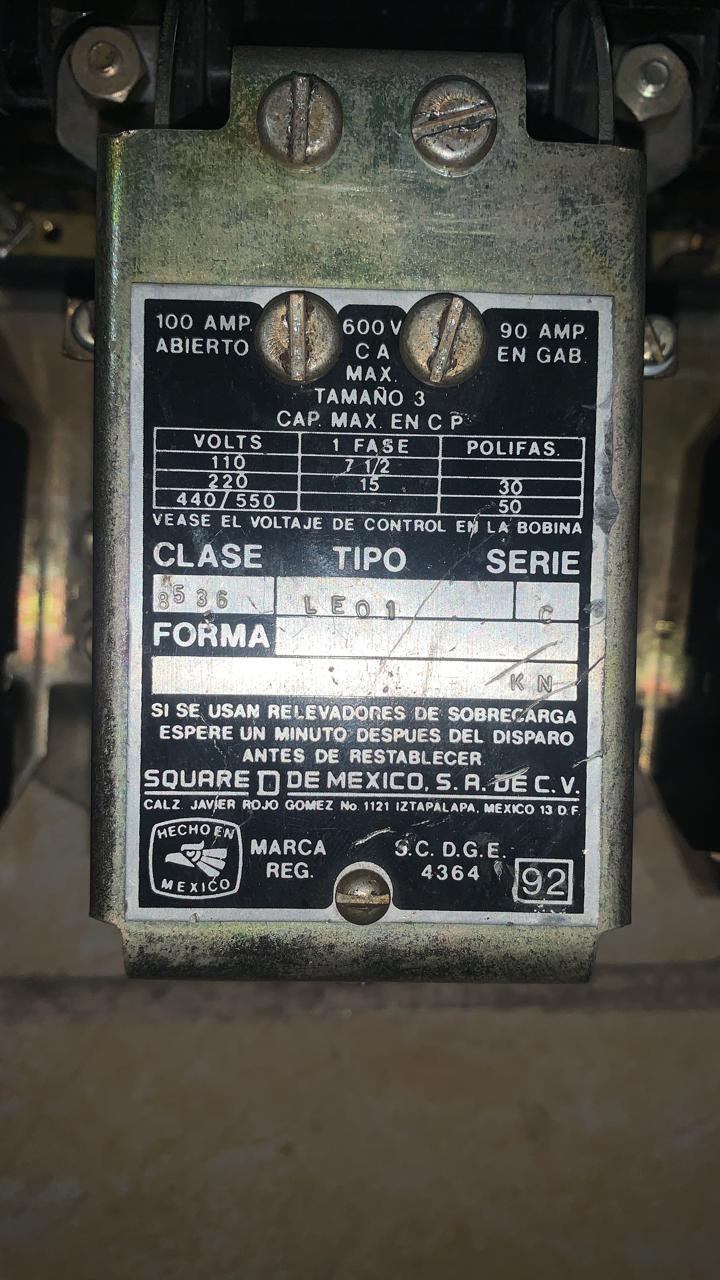 100 AMP. 600 V 90 AMP.
ABIERTO C A EN GAB.
MAX.
TAMAÑO 3
CAP. MAX. EN C P
VOLTS 1 FASE POLIFAS.
110 7 1/2
220 15 30
440/550 50
VEASE EL VOLTAJE DE CONTROL EN LA BOBINA
CLASE TIPO SERIE
8536 LEO1 C
FORMA
KN
SI SE USAN RELEVADORES DE SOBRECARGA
ESPERE UN MINUTO DESPUES DEL DISPARO
ANTES DE RESTABLECER
SQUARE D DE MEXICO, S. A. DE C. V.
CALZ. JAVIER ROJO GOMEZ No. 1121 IZTAPALAPA, MEXICO 13 D.F.
HECHO EN
MEXICO
MARCA S.C. D.G.E.
REG. 4364 92